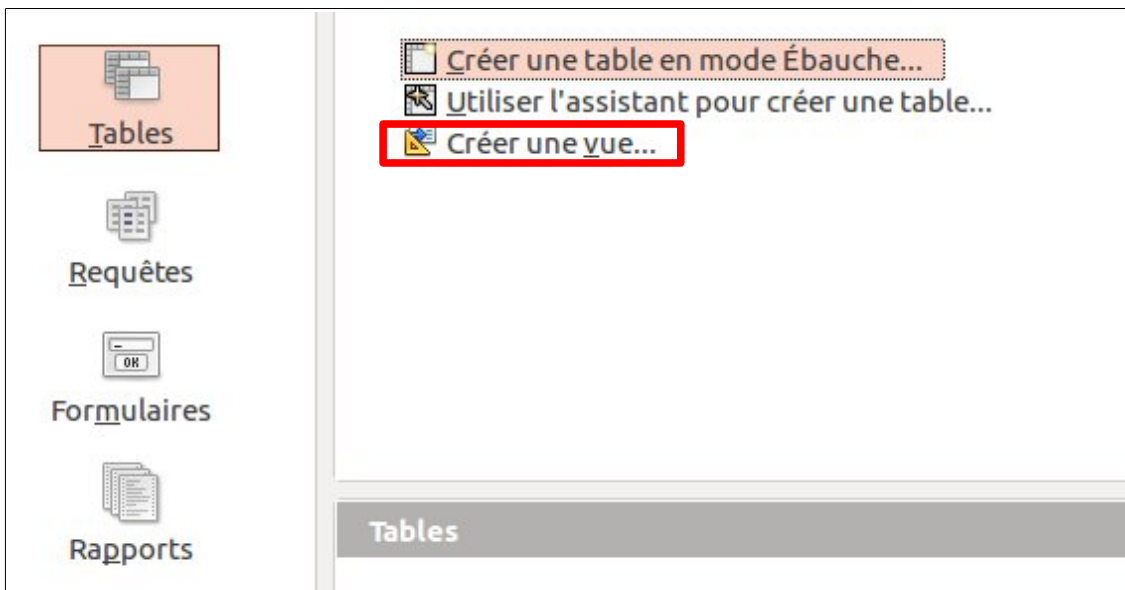 Tables
Requêtes
Formulaires
Rapports
Créer une table en mode Ébauche...
Utiliser l'assistant pour créer une table...
Créer une vue...
Tables
OK